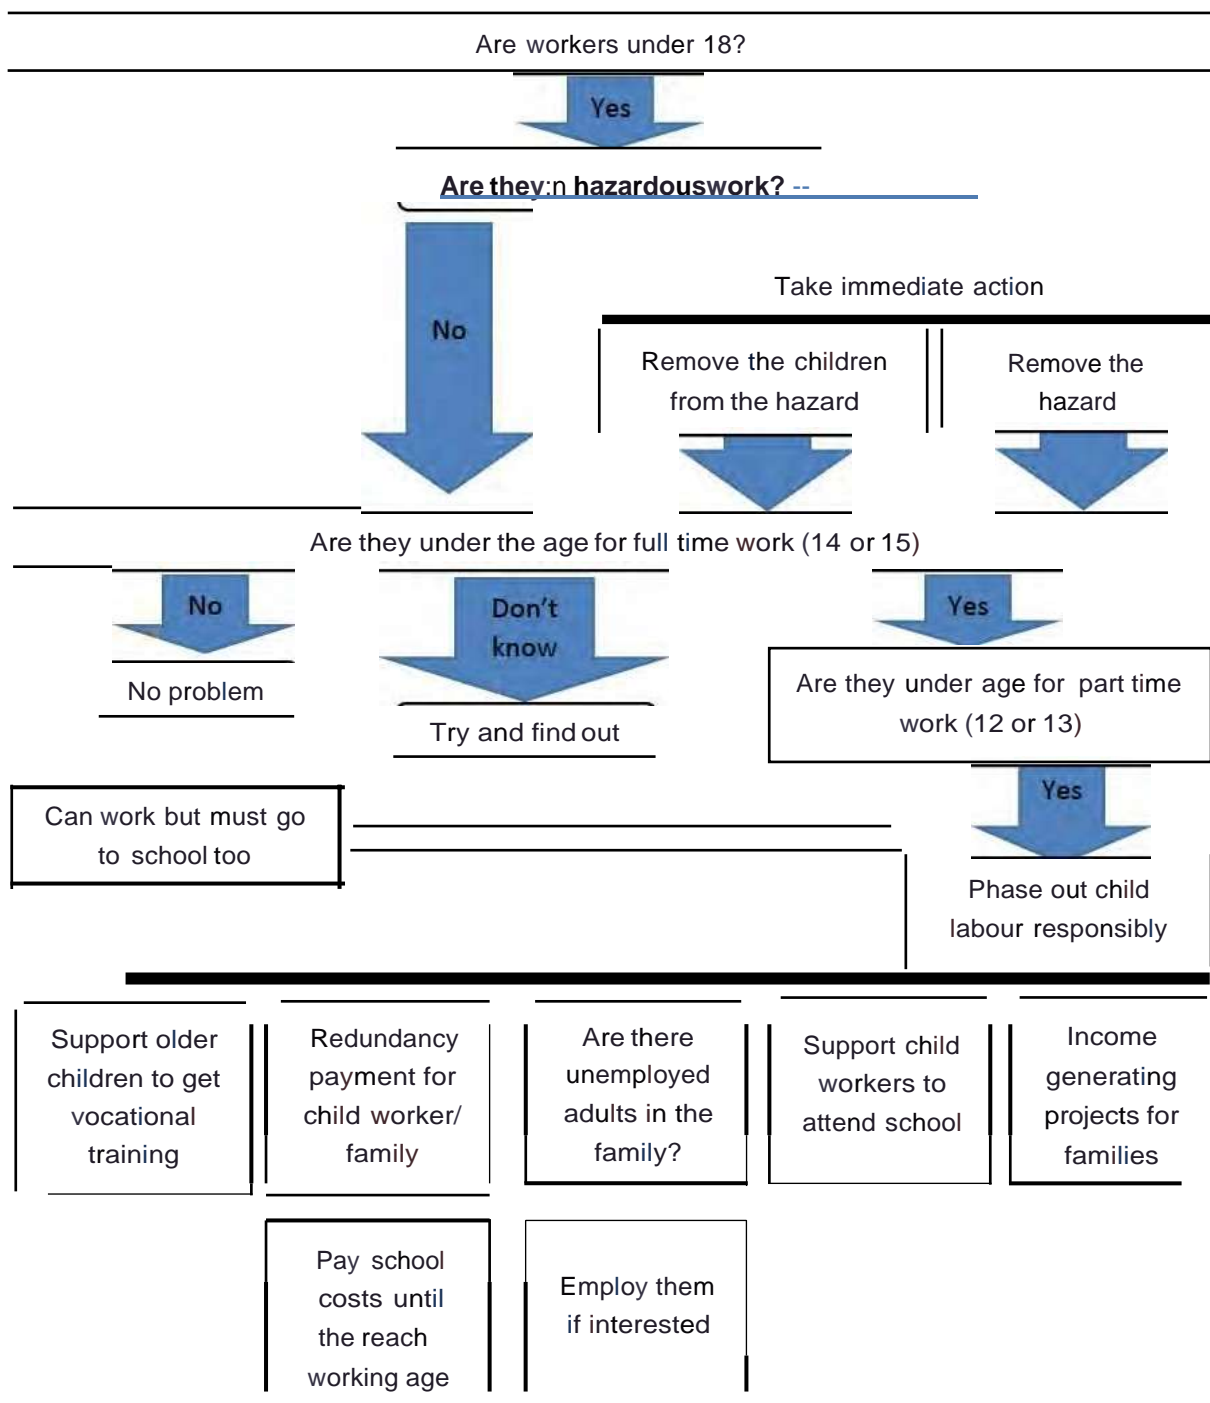 Are workers under 18?
Yes
Are they:n hazardouswork? --
Take immediate action
No
Remove the children
from the hazard
Remove the
hazard
Are they under the age for full time work (14 or 15)
No
Don't
know
Yes
No problem
Try and find out
Are they under age for part time
work (12 or 13)
Yes
Can work but must go
to school too
Phase out child
labour responsibly
Support older
children to get
vocational
training
Redundancy
payment for
child worker/
family
Are there
unemployed
adults in the
family?
Support child
workers to
attend school
Income
generating
projects for
families
Pay school
costs until
the reach
working age
Employ them
if interested